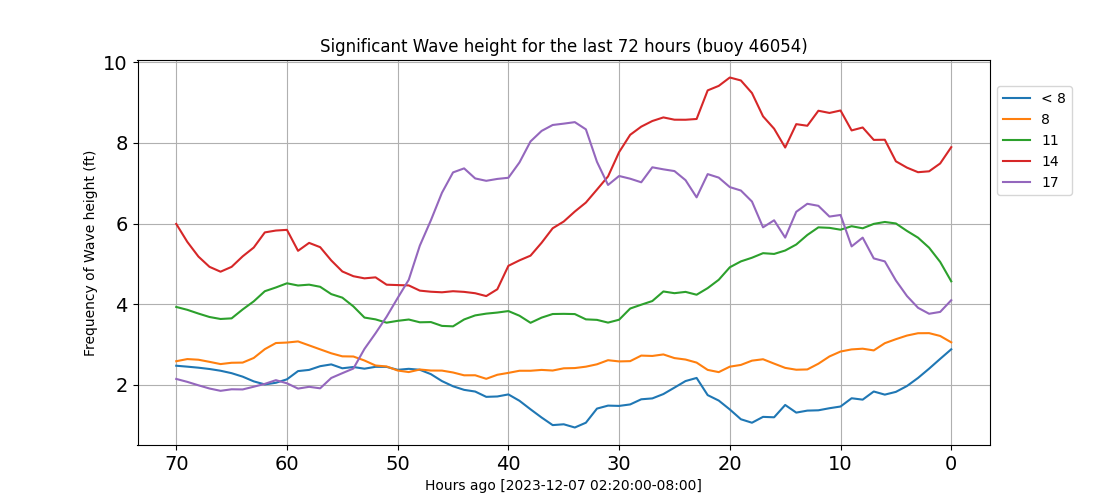 Significant Wave height for the last 72 hours (buoy 46054)
Frequency of Wave height (ft)
10
8
6
4
2
70 60 50 40 30 20 10 0
Hours ago [2023-12-07 02:20:00-08:00]
< 8
8
11
14
17